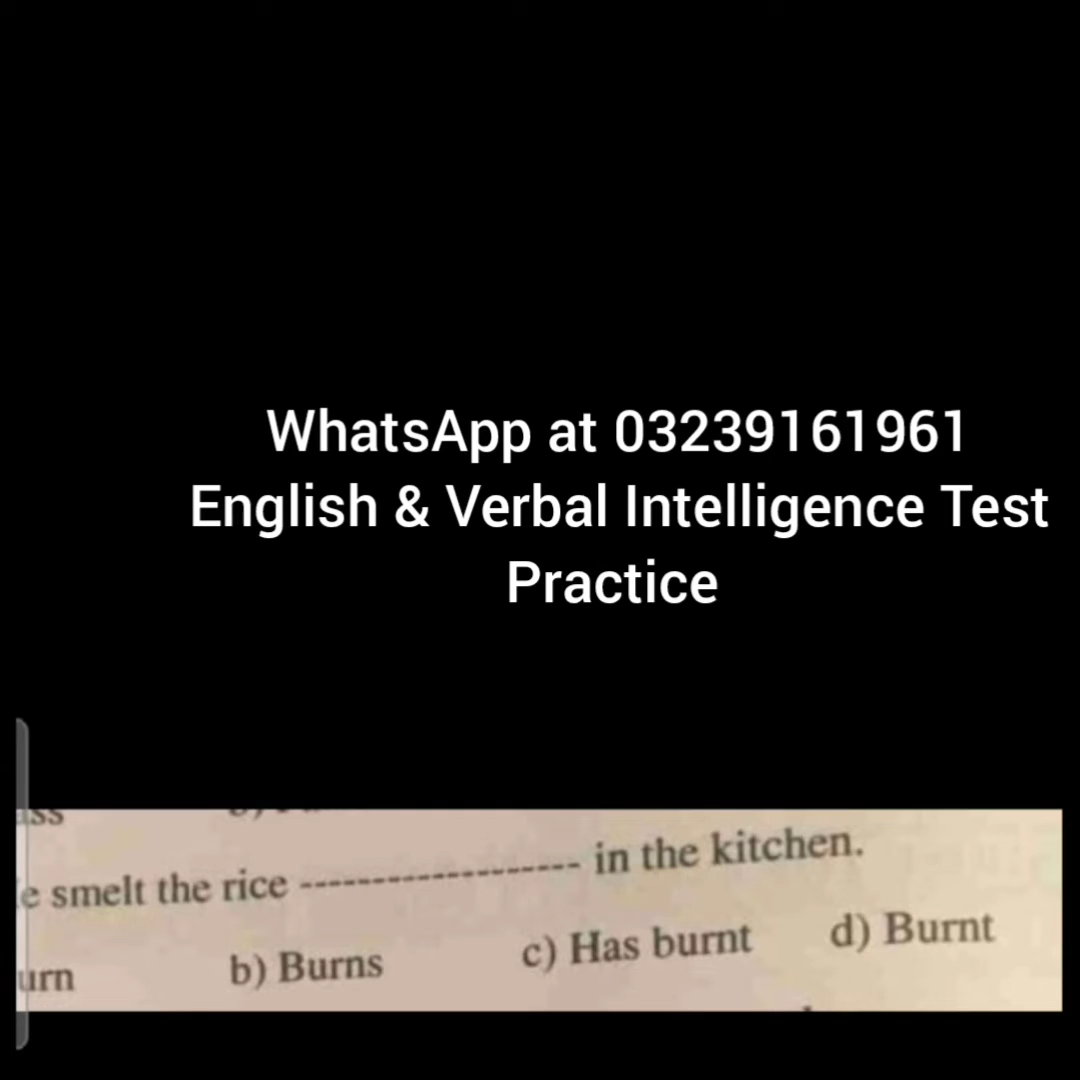 WhatsApp at 03239161961
English & Verbal Intelligence Test
Practice
smelt the rice ------------------- in the kitchen.
b) Burns c) Has burnt d) Burnt